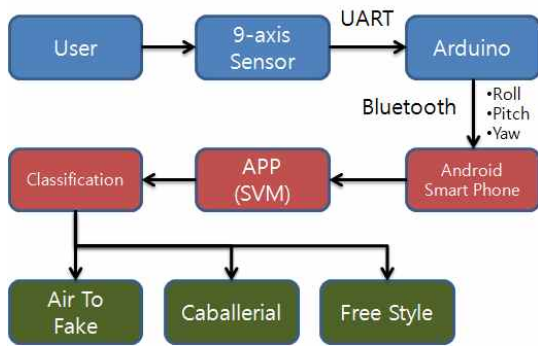 UART
User
9-axis
Sensor
Arduino
Bluetooth
•Roll
•Pitch
•Yaw
Classification
APP
(SVM)
Android
Smart Phone
Air To
Fake
Caballerial
Free Style